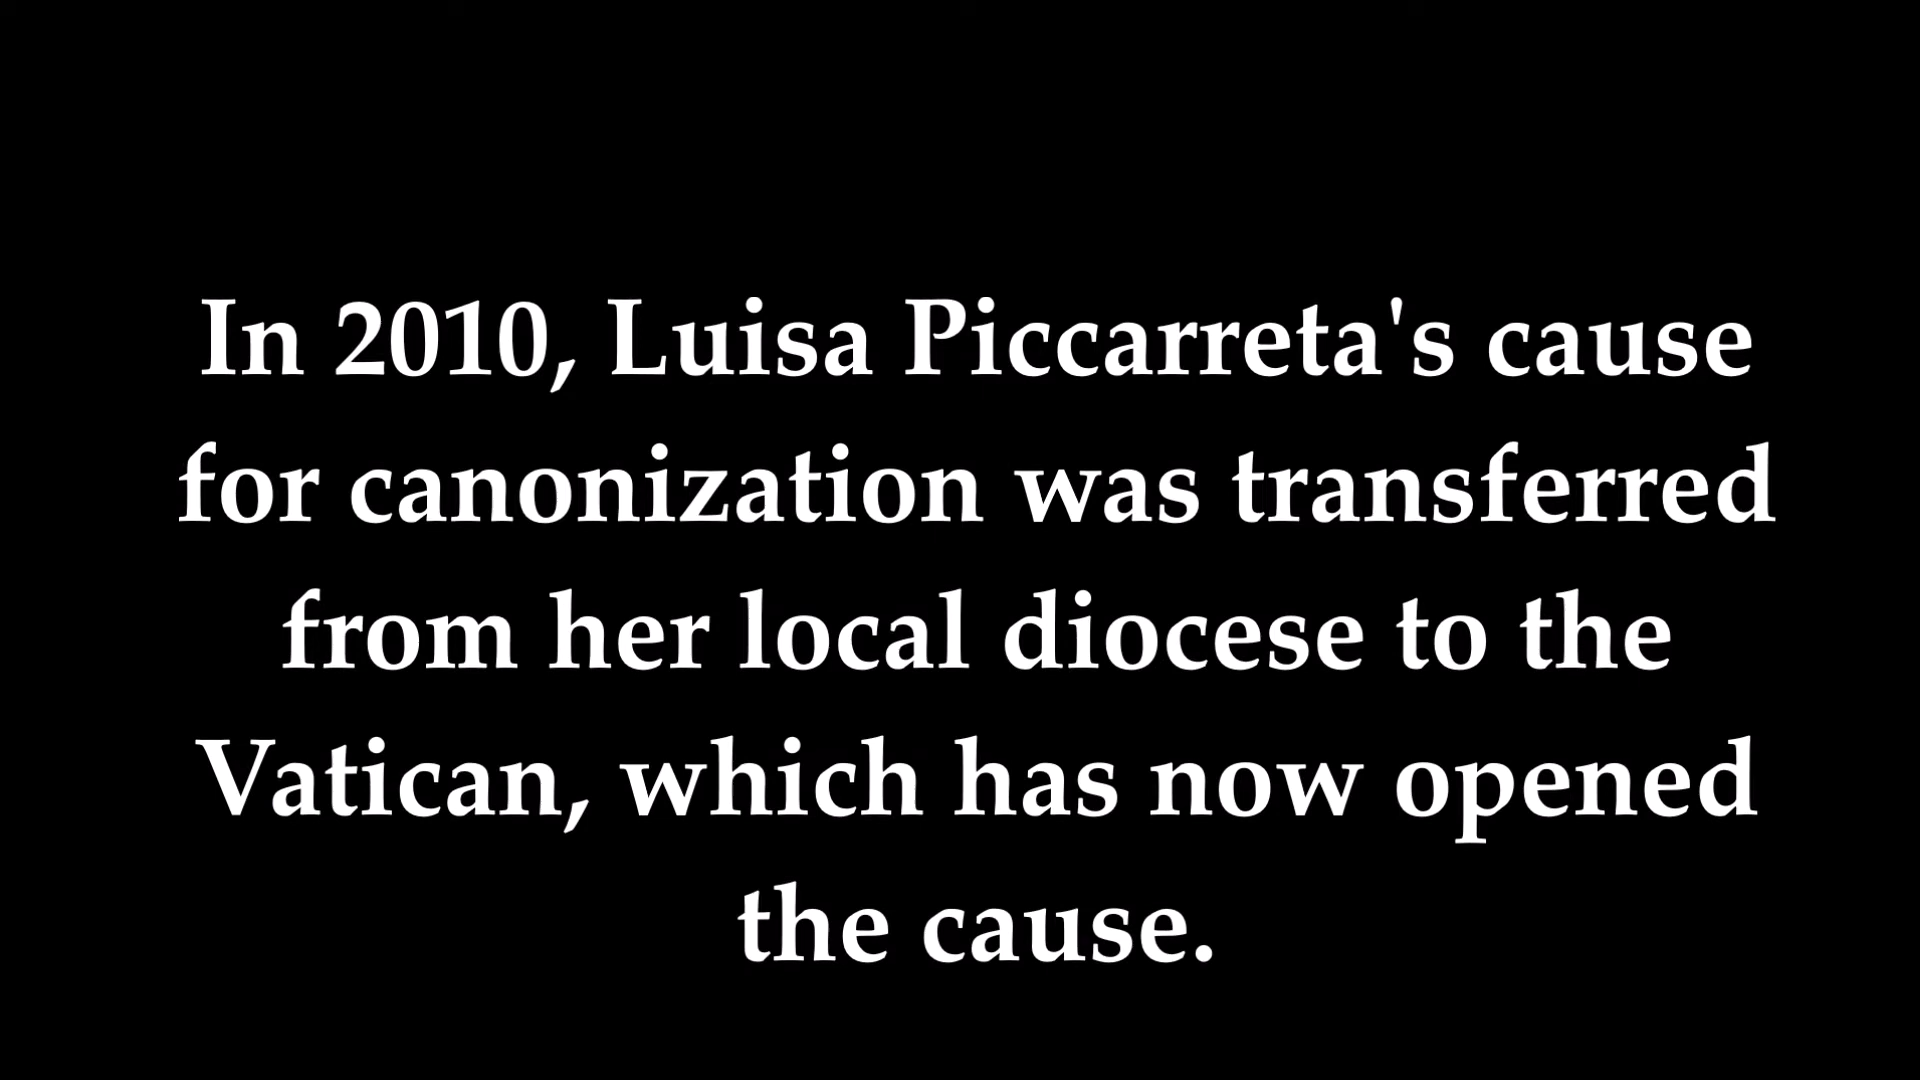 In 2010, Luisa Piccarreta's cause
for canonization was transferred
from her local diocese to the
Vatican, which has now opened
the cause.